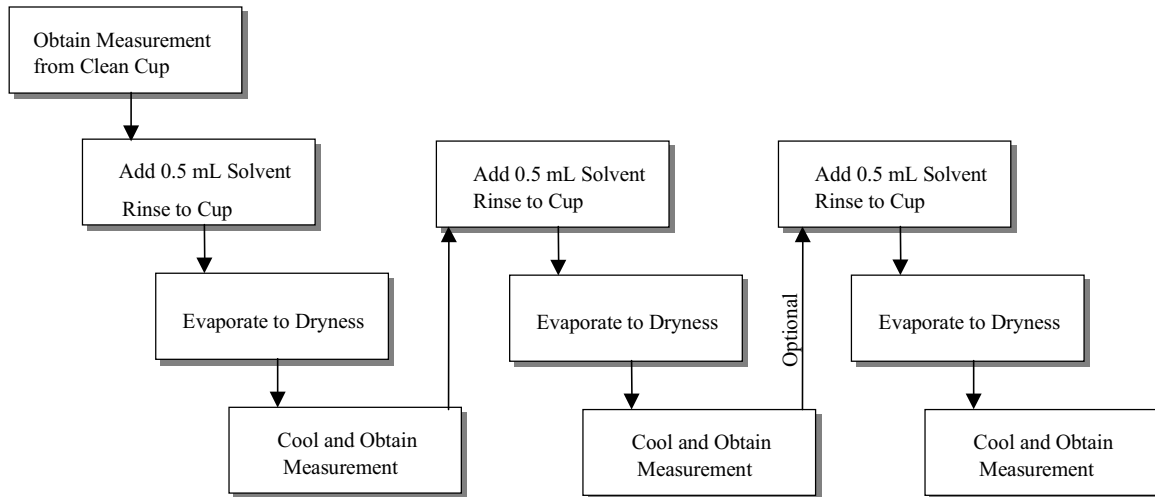 Obtain Measurement
from Clean Cup
Add 0.5 mL Solvent
Rinse to Cup
Evaporate to Dryness
Cool and Obtain
Measurement
Add 0.5 mL Solvent
Rinse to Cup
Evaporate to Dryness
Cool and Obtain
Measurement
Optional
Add 0.5 mL Solvent
Rinse to Cup
Evaporate to Dryness
Cool and Obtain
Measurement